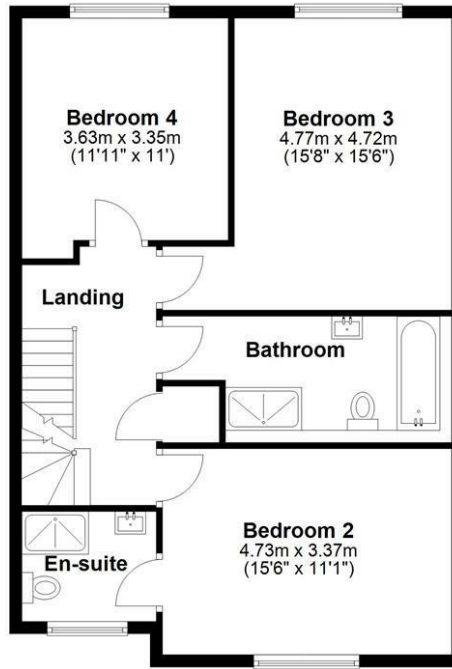 Bedroom 4
3.63m x 3.35m
(11'11" x 11')
Bedroom 3
4.77m x 4.72m
(15'8" x 15'6")
Landing
Bathroom
Bedroom 2
4.73m x 3.37m
(15'6" x 11'1")
En-suite